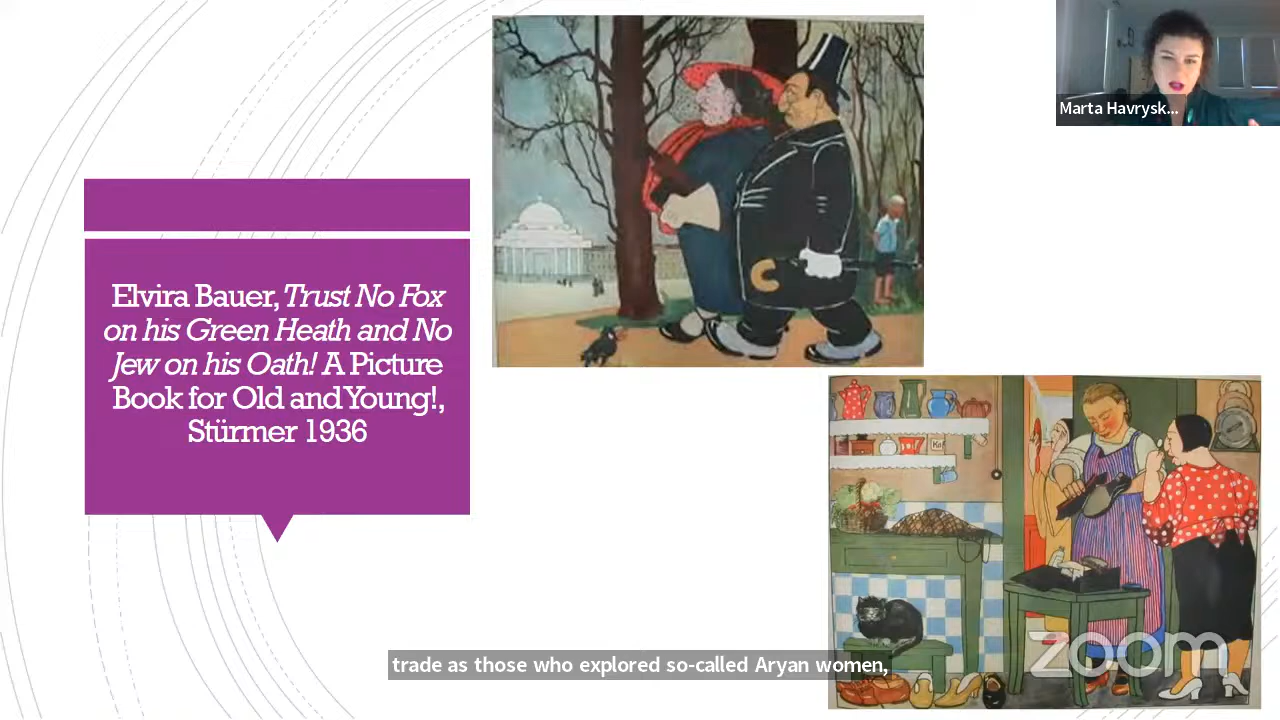 Marta Havrysk...
Elvira Bauer, Trust No Fox
on his Green Heath and No
Jew on his Oath! A Picture
Book for Old and Young!,
Stürmer 1936
zoom
trade as those who explored so-called Aryan women,